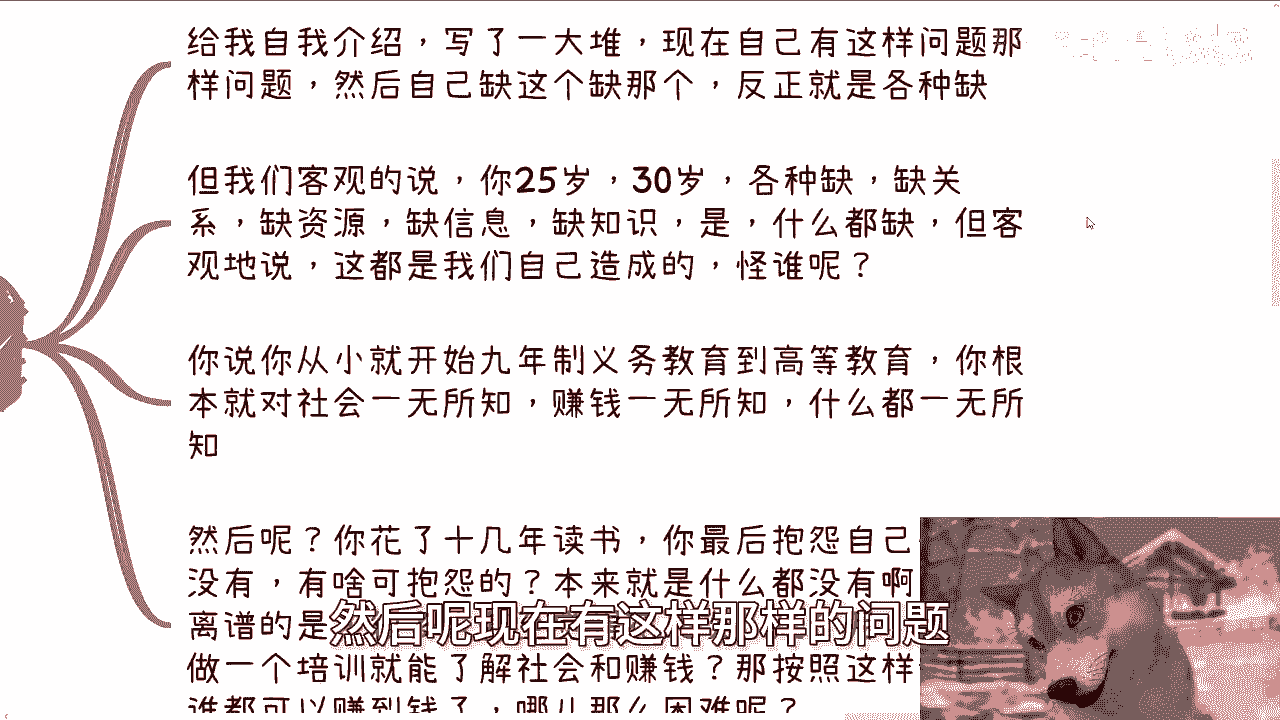 给我自我介绍，写了一大堆，现在自己有这样问题那
样问题，然后自己缺这个缺那个，反正就是各种缺
但我们客观的说，你25岁，30岁，各种缺，缺关
系，缺资源，缺信息，缺知识，是，什么都缺，但客
观地说，这都是我们自己造成的，怪谁呢？
你说你从小就开始九年制义务教育到高等教育，你根
本就对社会一无所知，赚钱一无所知，什么都一无所
知
然后呢？你花了十几年读书，你最后抱怨自己
没有，有啥可抱怨的？本来就是什么都没有啊
离谱的是
然后呢现在有这样那样的问题
做一个培训就能了解社会和赚钱？那按照这样
谁都可以赚到钱了，哪儿那么困难呢？